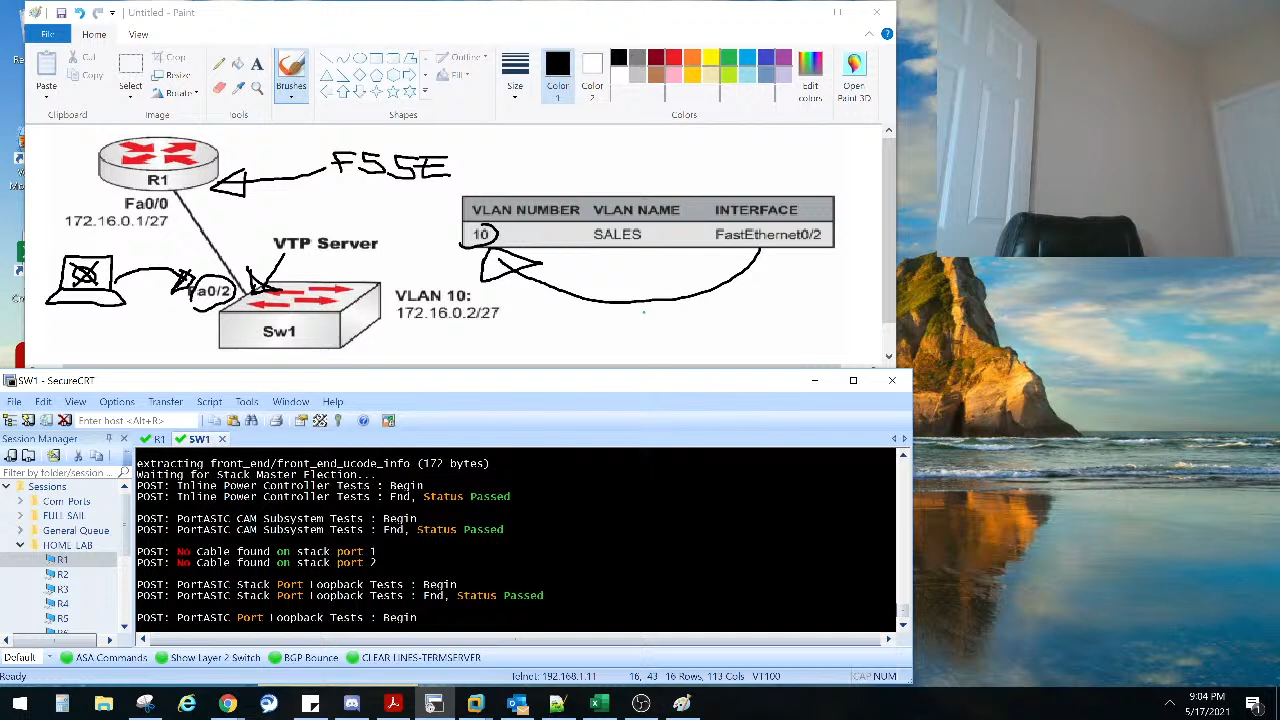 Untitled - Paint
File Home View
Paste
Cut
Copy
Clipboard
Select
Crop
Resize
Rotate
Image
Tools
Brushes
Shapes
Outline
Fill
Size
Color 1
Color 2
Edit colors
Open Paint 3D
Colors
R1
Fa0/0
172.16.0.1/27
FSSE
VTP Server
a0/2
Sw1
VLAN 10:
172.16.0.2/27
VLAN NUMBER VLAN NAME INTERFACE
10 SALES FastEthernet0/2
SW1 - SecureCRT
File Edit View Options Transfer Script Tools Window Help
Enter host <Alt+R>
Session Manager
R1 SW1
Filter by folder/session...
Sessions
Com Ports
FULL SAIL
General Queue
HOME LAB
R1
R2
R3
R4
R5
extracting front_end/front_end_ucode_info (172 bytes)
Waiting for Stack Master Election...
POST: Inline Power Controller Tests : Begin
POST: Inline Power Controller Tests : End, Status Passed
POST: PortASIC CAM Subsystem Tests : Begin
POST: PortASIC CAM Subsystem Tests : End, Status Passed
POST: No Cable found on stack port 1
POST: No Cable found on stack port 2
POST: PortASIC Stack Port Loopback Tests : Begin
POST: PortASIC Stack Port Loopback Tests : End, Status Passed
POST: PortASIC Port Loopback Tests : Begin
Default ASA Commands Show Layer 2 Switch BGP Bounce CLEAR LINES-TERMSERVER
Ready Telnet: 192.168.1.11 16, 43 16 Rows, 113 Cols VT100 CAP NUM
9:04 PM
5/17/2021